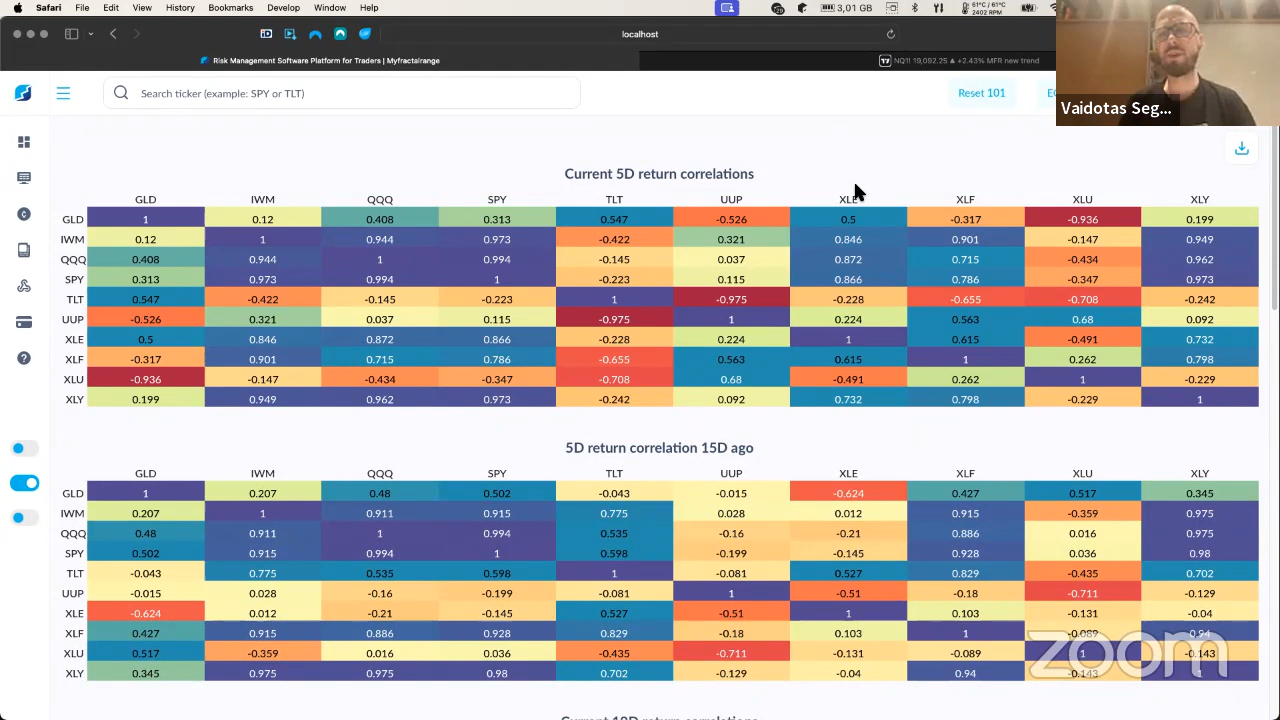 Safari File Edit View History Bookmarks Develop Window Help 3,01 GB 61°C / 61°C
2402 RPM
localhost
Risk Management Software Platform for Traders | Myfractalrange NQ1! 19,092.25 ▲ +2.43% MFR new trend
Search ticker (example: SPY or TLT) Reset 101
Vaidotas Seg...
Current 5D return correlations
GLD IWM QQQ SPY TLT UUP XLE XLF XLU XLY
GLD 1 0.12 0.408 0.313 0.547 -0.526 0.5 -0.317 -0.936 0.199
IWM 0.12 1 0.944 0.973 -0.422 0.321 0.846 0.901 -0.147 0.949
QQQ 0.408 0.944 1 0.994 -0.145 0.037 0.872 0.715 -0.434 0.962
SPY 0.313 0.973 0.994 1 -0.223 0.115 0.866 0.786 -0.347 0.973
TLT 0.547 -0.422 -0.145 -0.223 1 -0.975 -0.228 -0.655 -0.708 -0.242
UUP -0.526 0.321 0.037 0.115 -0.975 1 0.224 0.563 0.68 0.092
XLE 0.5 0.846 0.872 0.866 -0.228 0.224 1 0.615 -0.491 0.732
XLF -0.317 0.901 0.715 0.786 -0.655 0.563 0.615 1 0.262 0.798
XLU -0.936 -0.147 -0.434 -0.347 -0.708 0.68 -0.491 0.262 1 -0.229
XLY 0.199 0.949 0.962 0.973 -0.242 0.092 0.732 0.798 -0.229 1
5D return correlation 15D ago
GLD IWM QQQ SPY TLT UUP XLE XLF XLU XLY
GLD 1 0.207 0.48 0.502 -0.043 -0.015 -0.624 0.427 0.517 0.345
IWM 0.207 1 0.911 0.915 0.775 0.028 0.012 0.915 -0.359 0.975
QQQ 0.48 0.911 1 0.994 0.535 -0.16 -0.21 0.886 0.016 0.975
SPY 0.502 0.915 0.994 1 0.598 -0.199 -0.145 0.928 0.036 0.98
TLT -0.043 0.775 0.535 0.598 1 -0.081 0.527 0.829 -0.435 0.702
UUP -0.015 0.028 -0.16 -0.199 -0.081 1 -0.51 -0.18 -0.711 -0.129
XLE -0.624 0.012 -0.21 -0.145 0.527 -0.51 1 0.103 -0.131 -0.04
XLF 0.427 0.915 0.886 0.928 0.829 -0.18 0.103 1 -0.089 0.94
XLU 0.517 -0.359 0.016 0.036 -0.435 -0.711 -0.131 -0.089 1 -0.143
XLY 0.345 0.975 0.975 0.98 0.702 -0.129 -0.04 0.94 -0.143 1
zoom